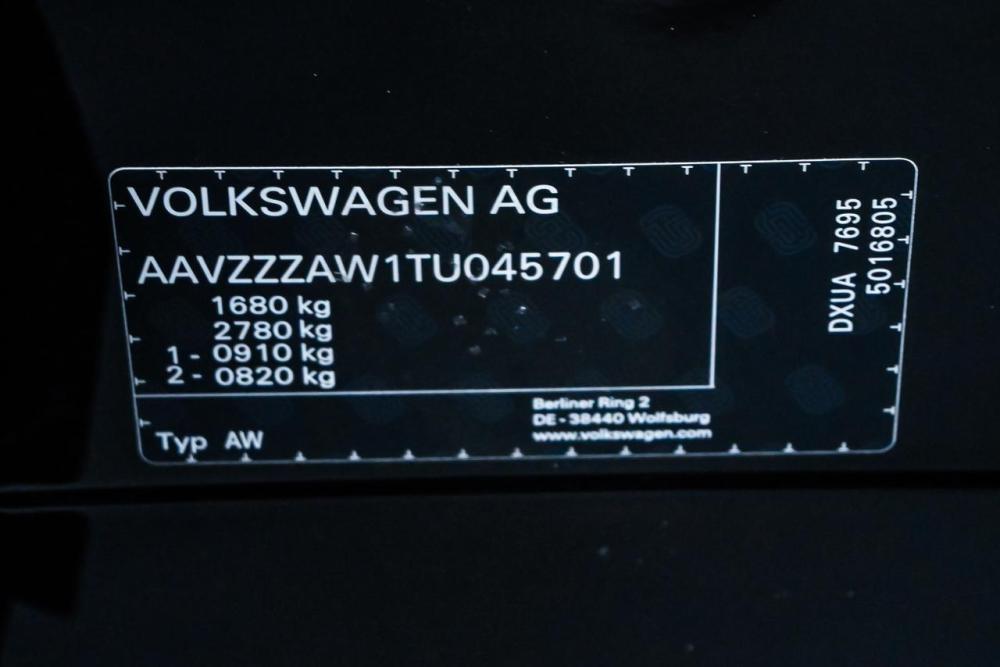 VOLKSWAGEN AG
AAVZZZAW1TU045701
1680 kg
2780 kg
1 - 0910 kg
2 - 0820 kg
Berliner Ring 2
DE - 38440 Wolfsburg
www.volkswagen.com
Typ AW
DXUA 7695
5016805